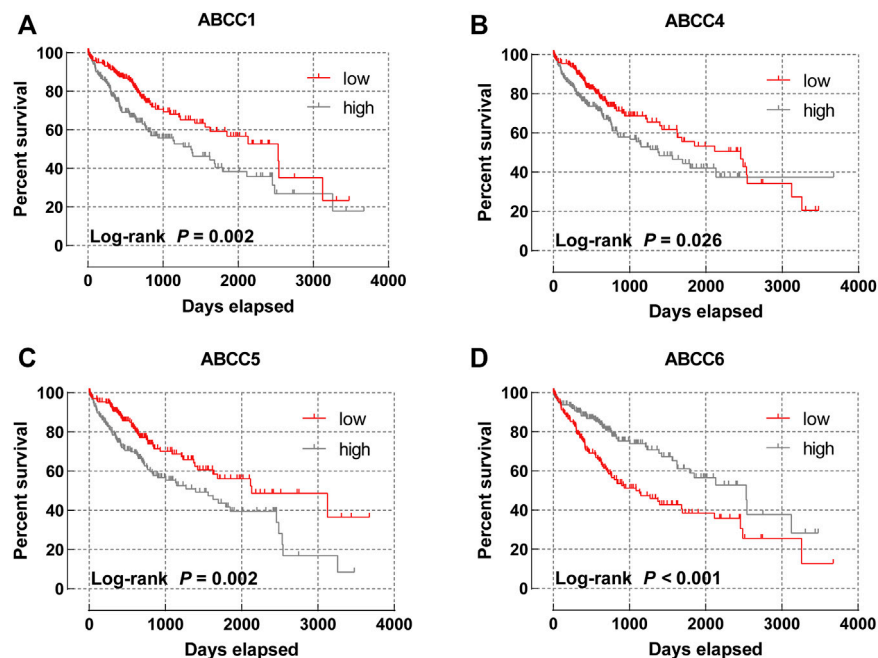 A
ABCC1
Percent survival
100
80
60
40
20
0
low
high
Log-rank P = 0.002
0 1000 2000 3000 4000
Days elapsed
B
ABCC4
Percent survival
100
80
60
40
20
0
low
high
Log-rank P = 0.026
0 1000 2000 3000 4000
Days elapsed
C
ABCC5
Percent survival
100
80
60
40
20
0
low
high
Log-rank P = 0.002
0 1000 2000 3000 4000
Days elapsed
D
ABCC6
Percent survival
100
80
60
40
20
0
low
high
Log-rank P < 0.001
0 1000 2000 3000 4000
Days elapsed